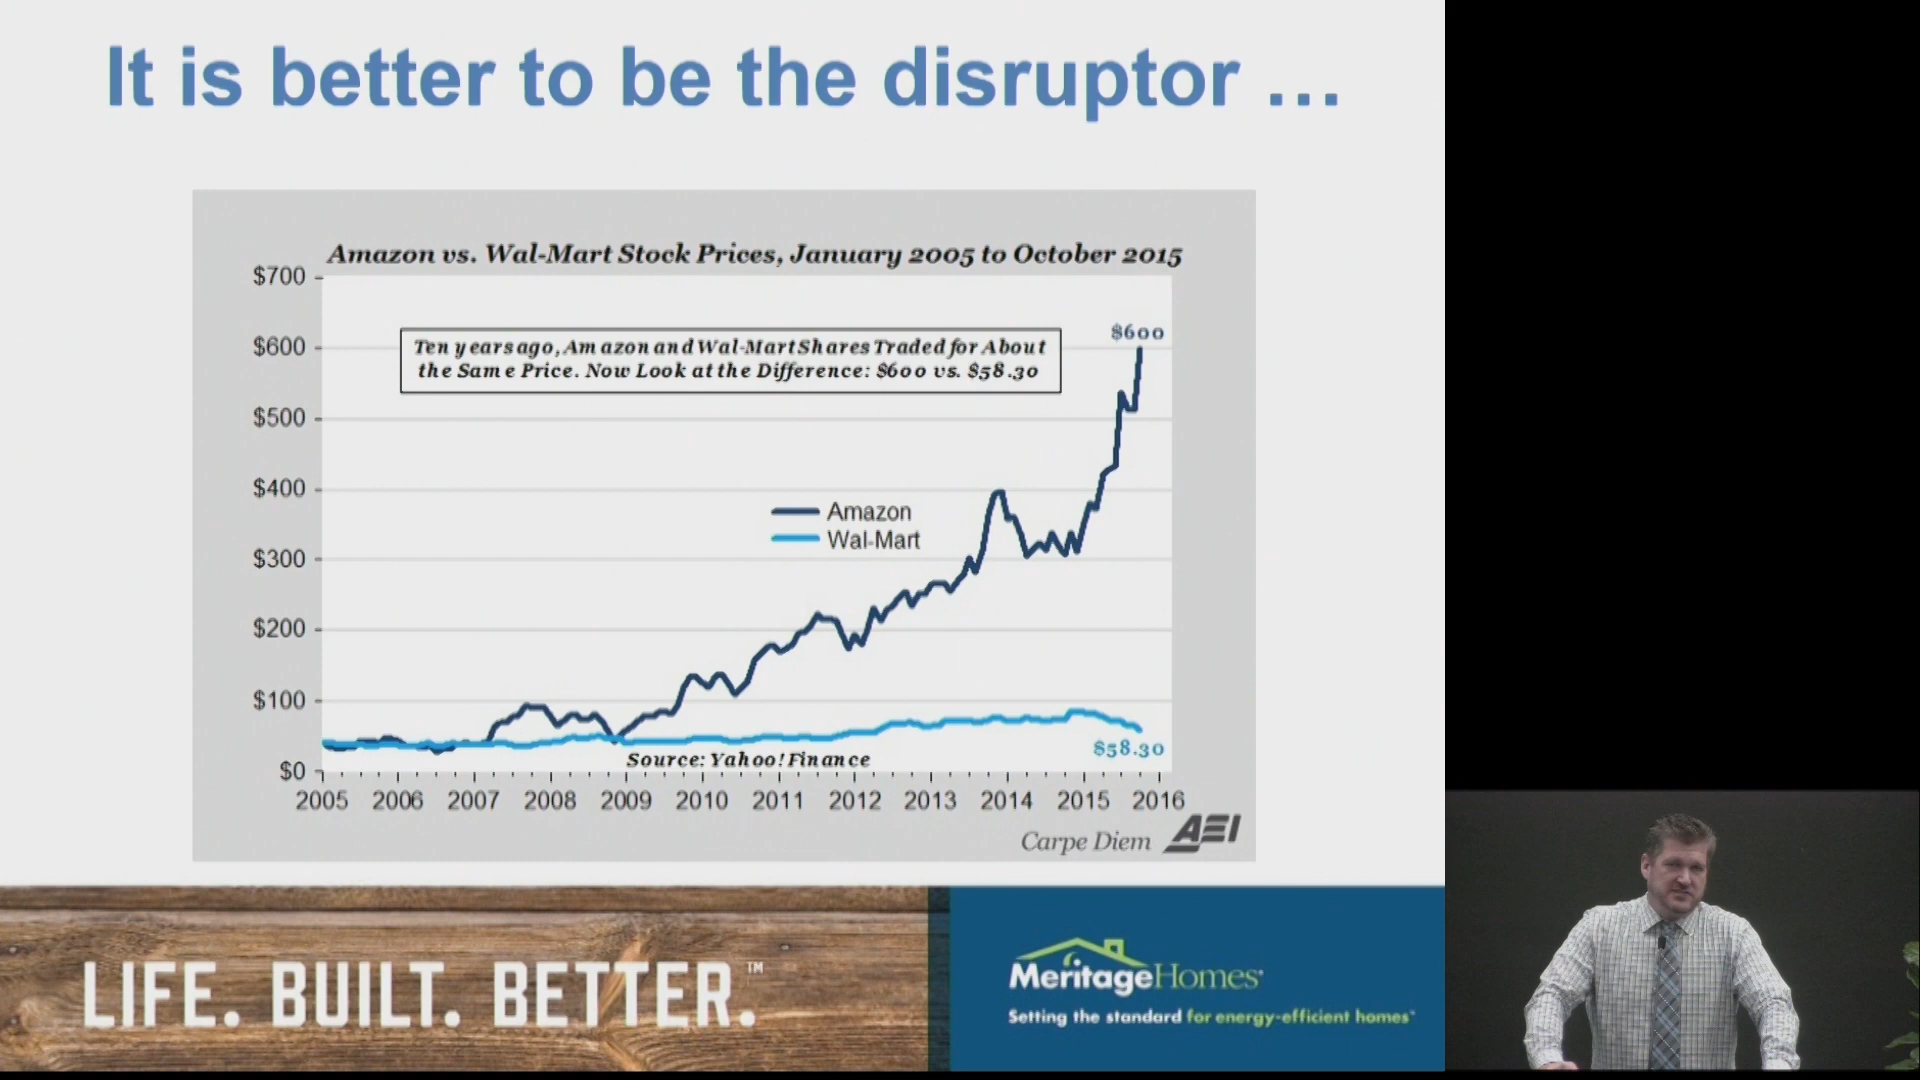 It is better to be the disruptor ...
Amazon vs. Wal-Mart Stock Prices, January 2005 to October 2015
$700
$600
$500
$400
$300
$200
$100
$0
Ten years ago, Amazon and Wal-Mart Shares Traded for About
the Same Price. Now Look at the Difference: $600 vs. $58.30
$600
Amazon
Wal-Mart
$58.30
Source: Yahoo! Finance
2005 2006 2007 2008 2009 2010 2011 2012 2013 2014 2015 2016
Carpe Diem AEI
LIFE. BUILT. BETTER.™
MeritageHomes®
Setting the standard for energy-efficient homes®